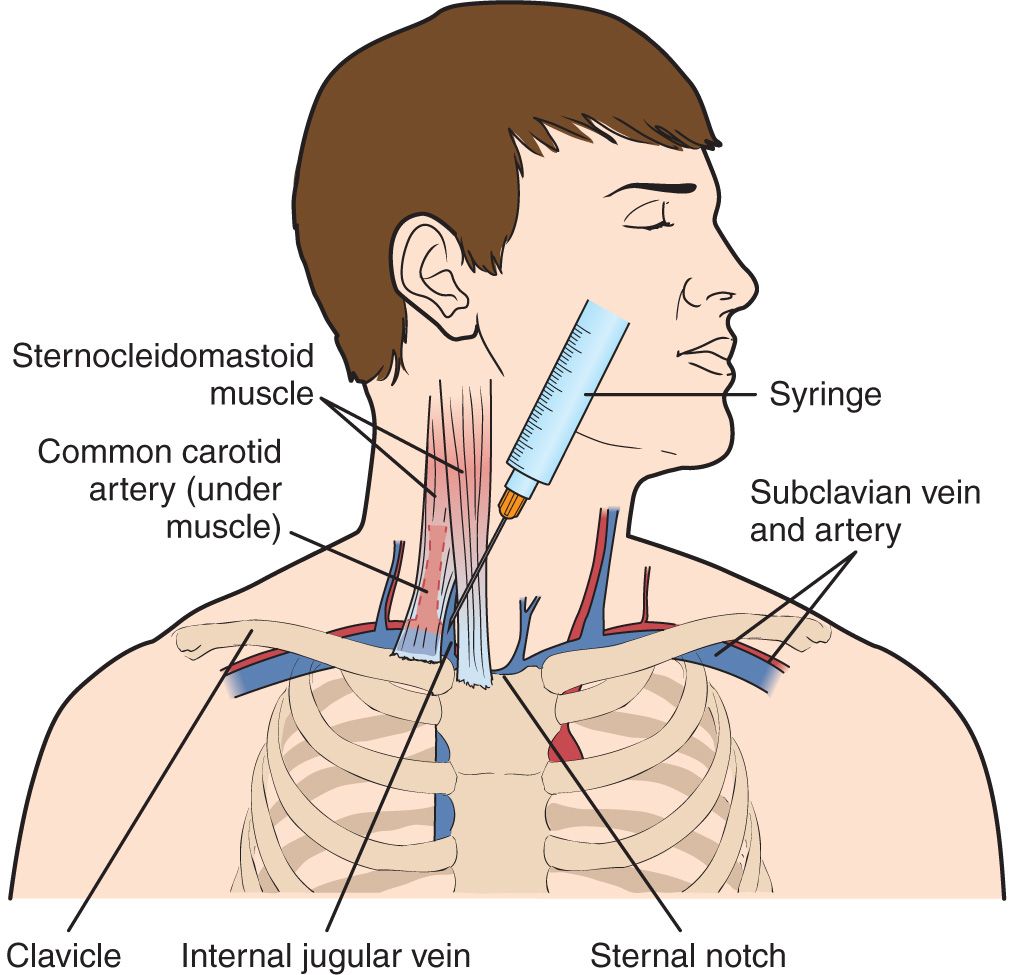 Sternocleidomastoid
muscle
Common carotid
artery (under
muscle)
Syringe
Subclavian vein
and artery
Clavicle
Internal jugular vein
Sternal notch